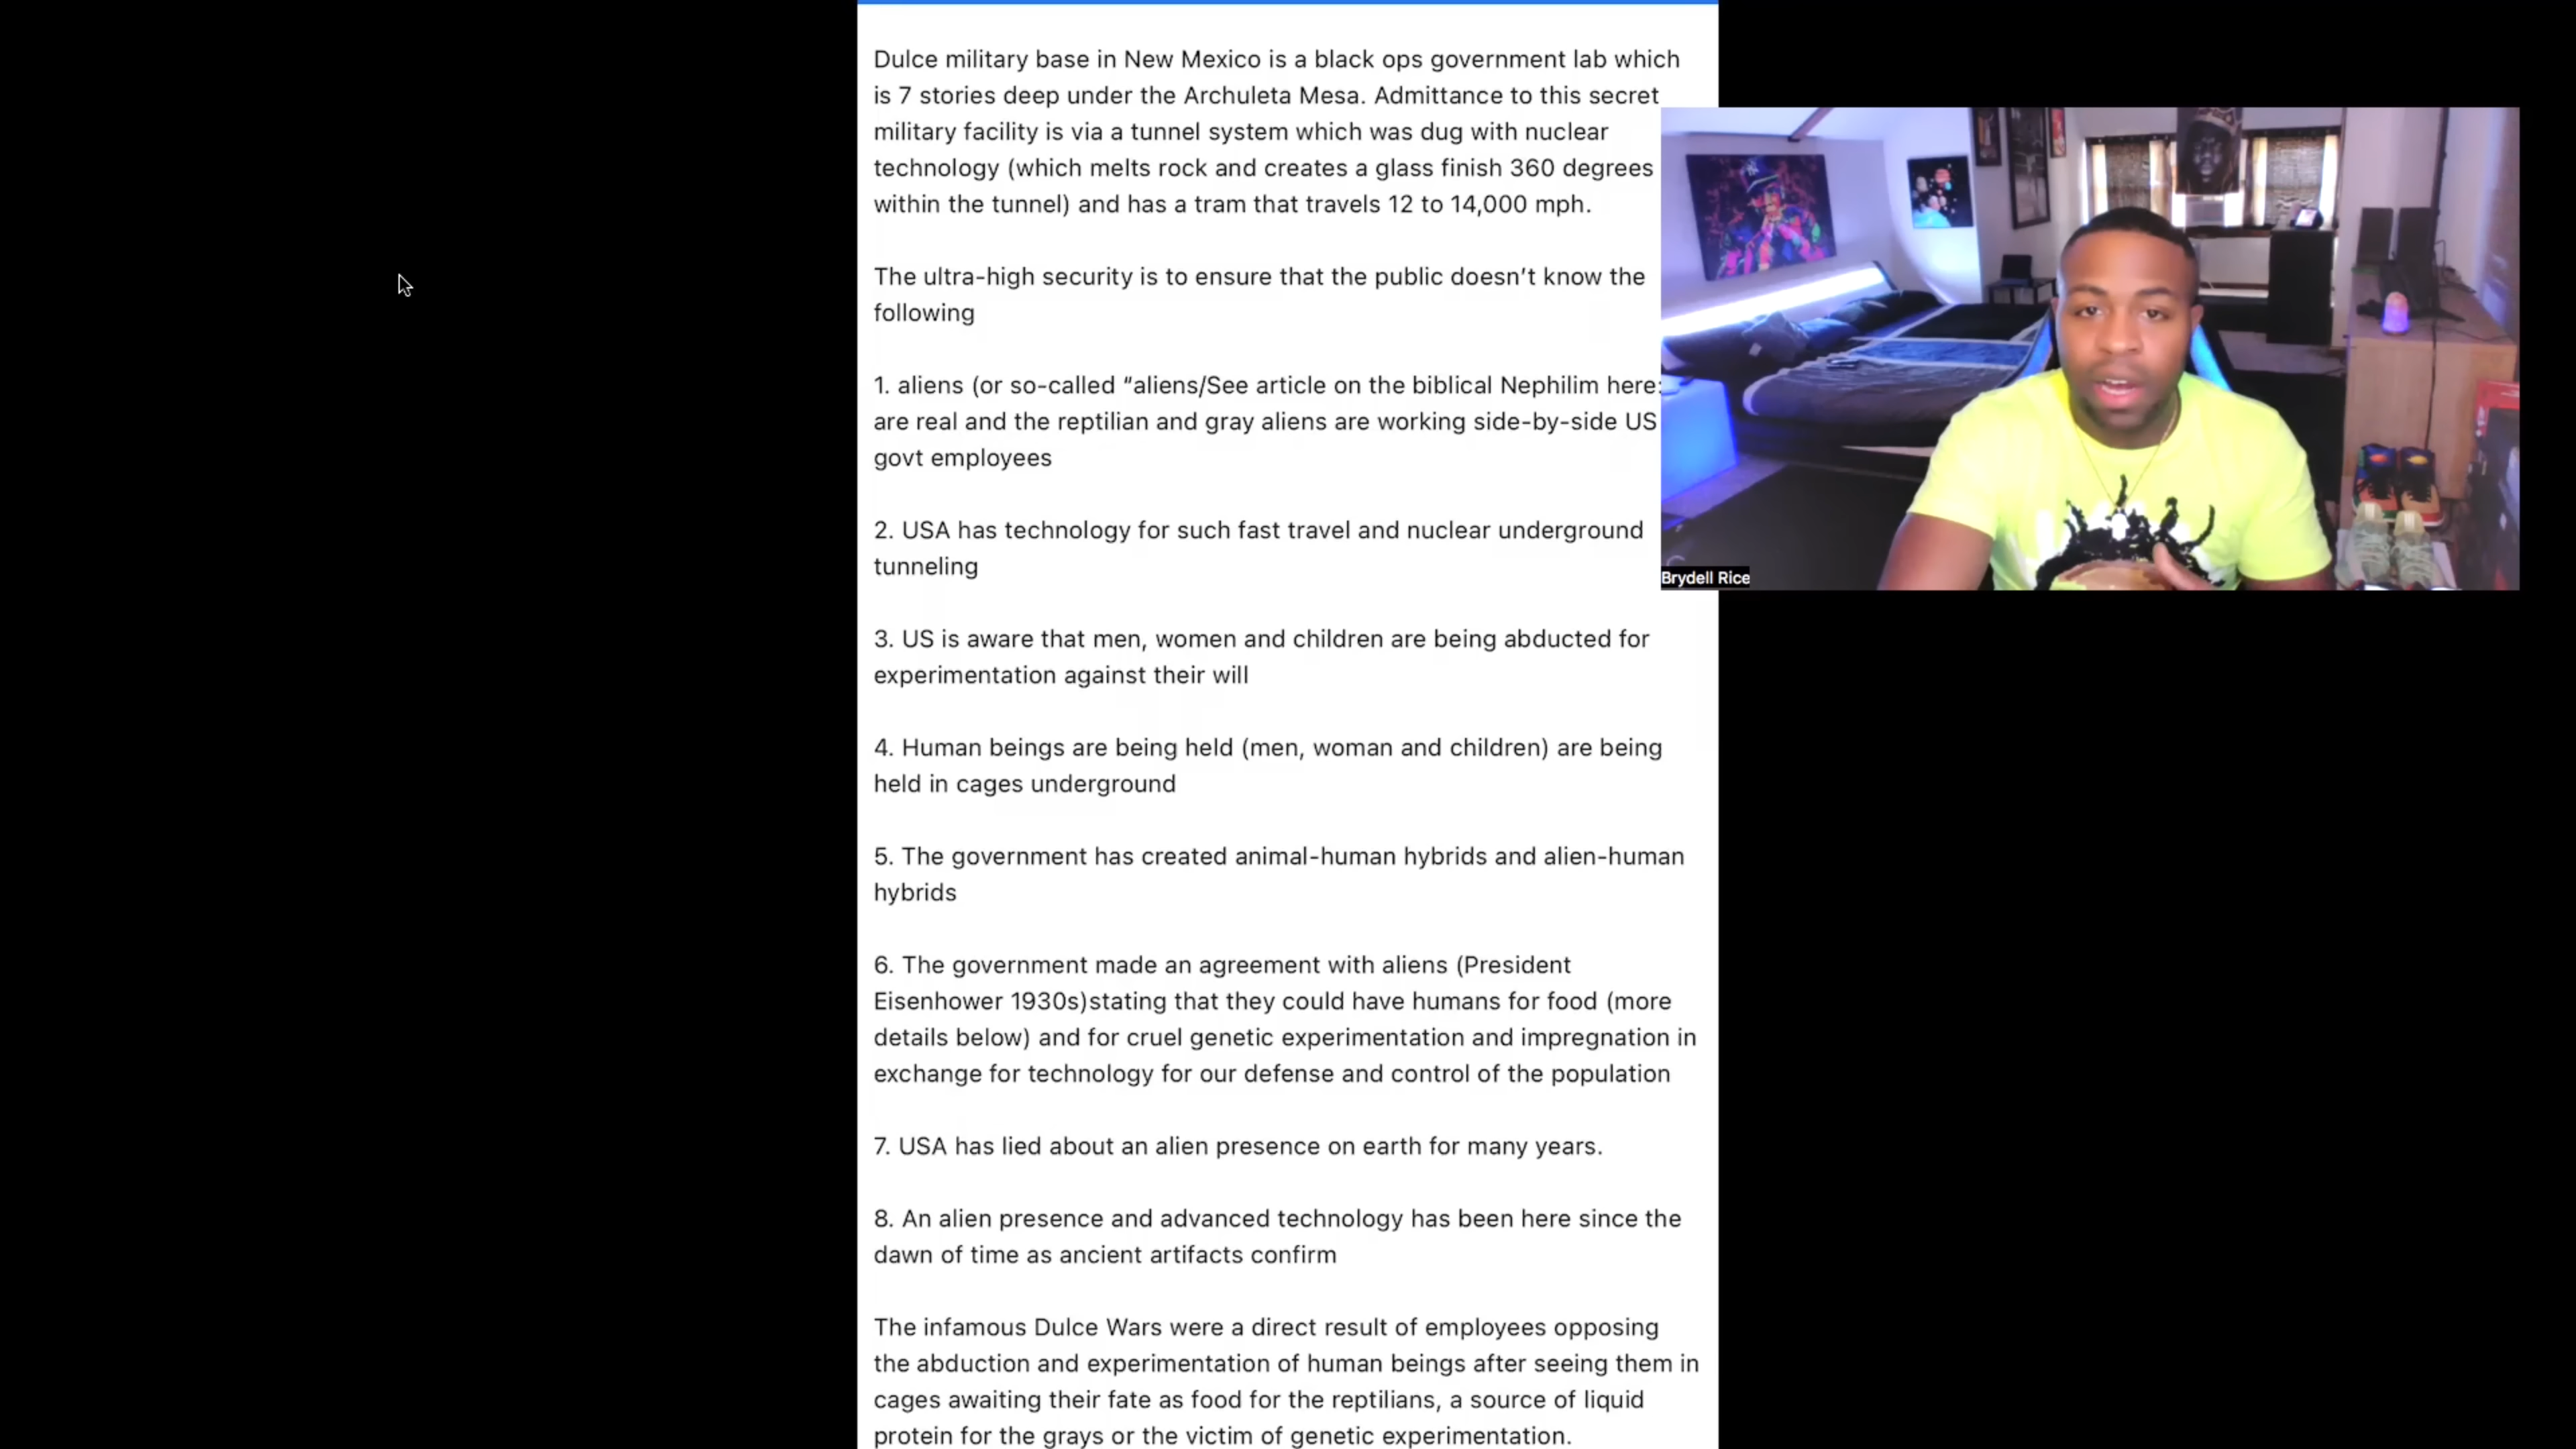 Dulce military base in New Mexico is a black ops government lab which
is 7 stories deep under the Archuleta Mesa. Admittance to this secret
military facility is via a tunnel system which was dug with nuclear
technology (which melts rock and creates a glass finish 360 degrees
within the tunnel) and has a tram that travels 12 to 14,000 mph.
The ultra-high security is to ensure that the public doesn’t know the
following
1. aliens (or so-called “aliens/See article on the biblical Nephilim here:
are real and the reptilian and gray aliens are working side-by-side US
govt employees
2. USA has technology for such fast travel and nuclear underground
tunneling
3. US is aware that men, women and children are being abducted for
experimentation against their will
4. Human beings are being held (men, woman and children) are being
held in cages underground
5. The government has created animal-human hybrids and alien-human
hybrids
6. The government made an agreement with aliens (President
Eisenhower 1930s)stating that they could have humans for food (more
details below) and for cruel genetic experimentation and impregnation in
exchange for technology for our defense and control of the population
7. USA has lied about an alien presence on earth for many years.
8. An alien presence and advanced technology has been here since the
dawn of time as ancient artifacts confirm
The infamous Dulce Wars were a direct result of employees opposing
the abduction and experimentation of human beings after seeing them in
cages awaiting their fate as food for the reptilians, a source of liquid
protein for the grays or the victim of genetic experimentation.
Brydell Rice